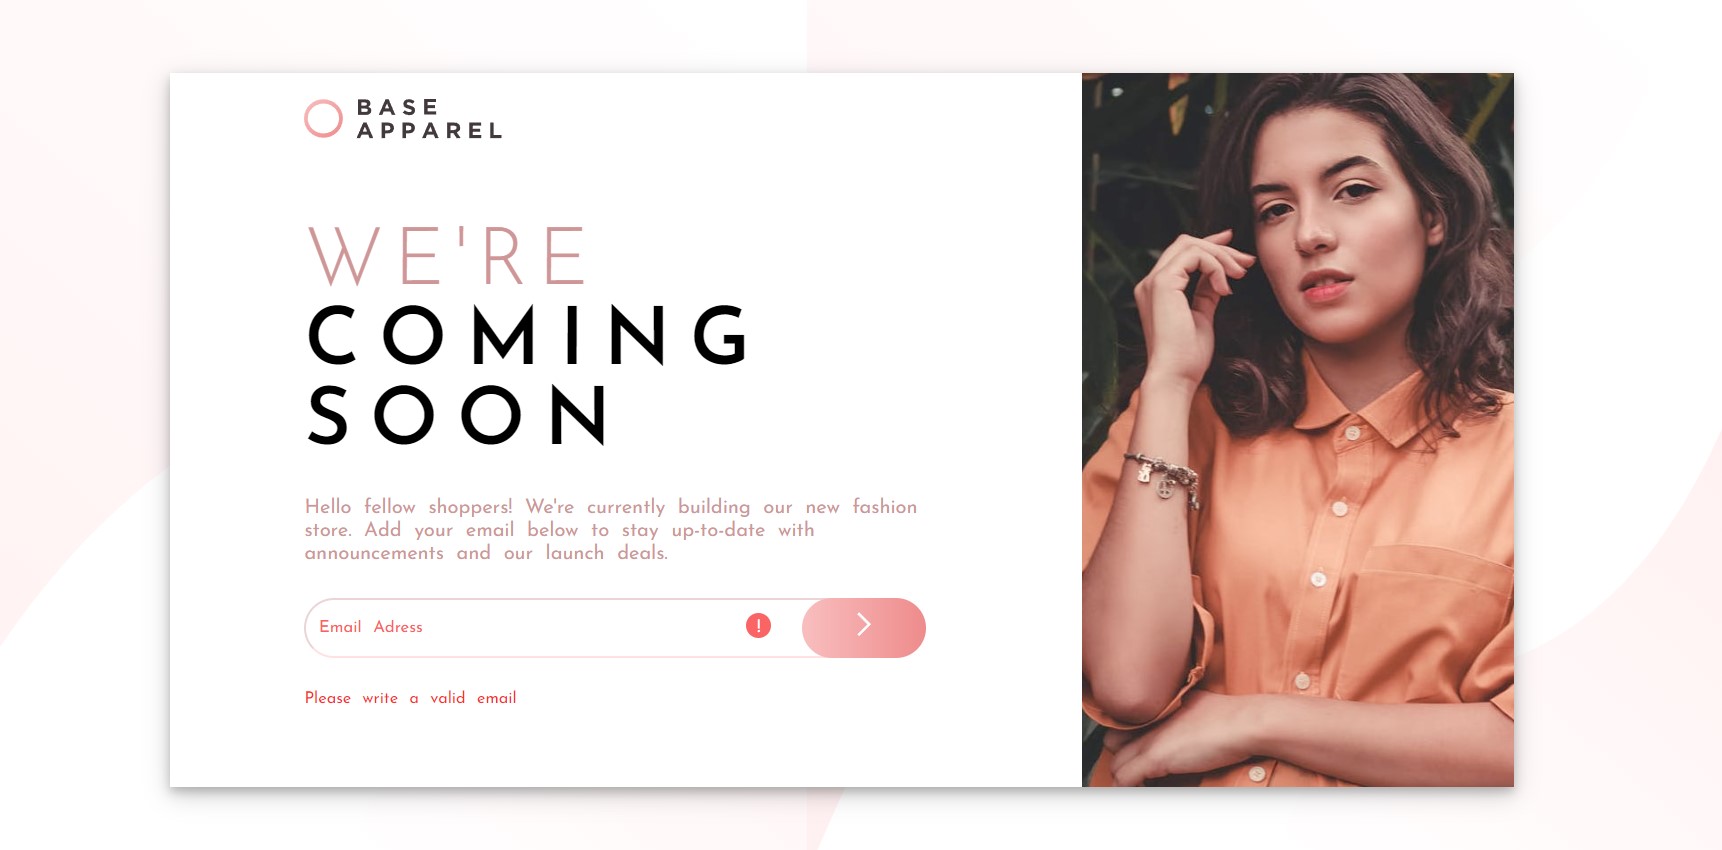 BASE
APPAREL
WE'RE
COMING
SOON
Hello fellow shoppers! We're currently building our new fashion
store. Add your email below to stay up-to-date with
announcements and our launch deals.
Email Adress
!
Please write a valid email